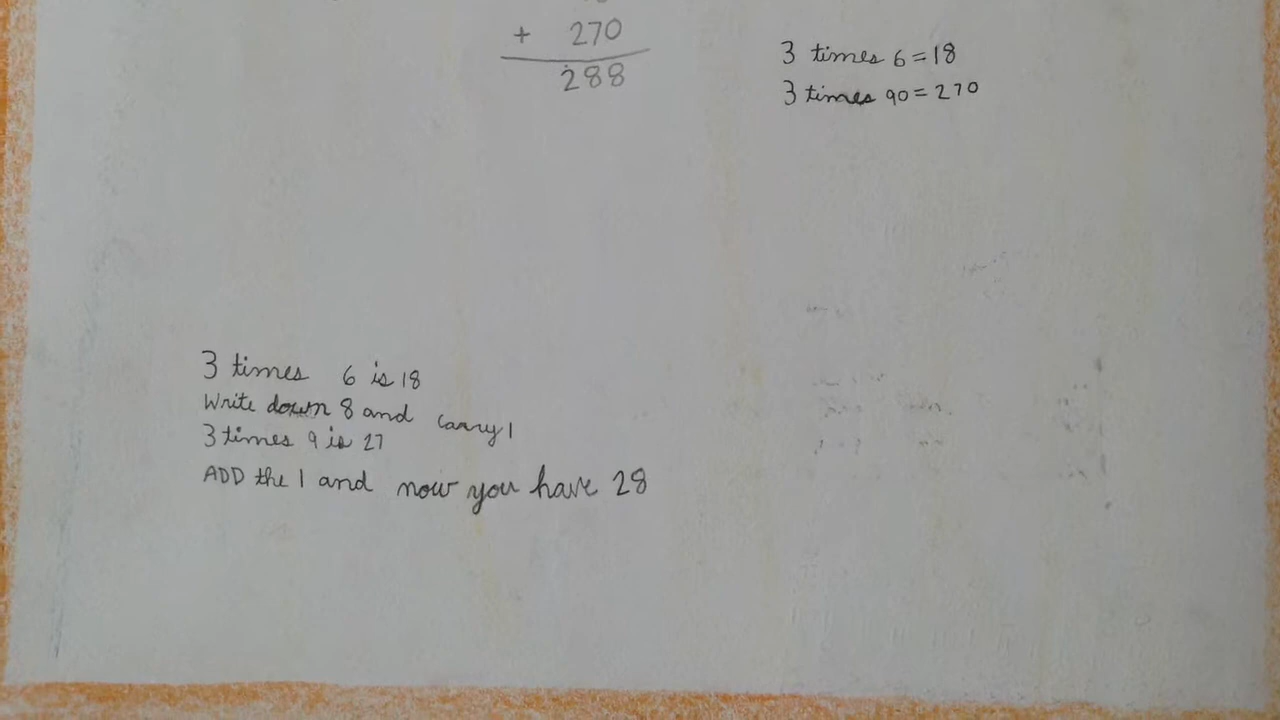 + 270
288
3 times 6=18
3 times 90=270
3 times 6 is 18
Write down 8 and carry 1
3 times 9 is 27
ADD the 1 and now you have 28